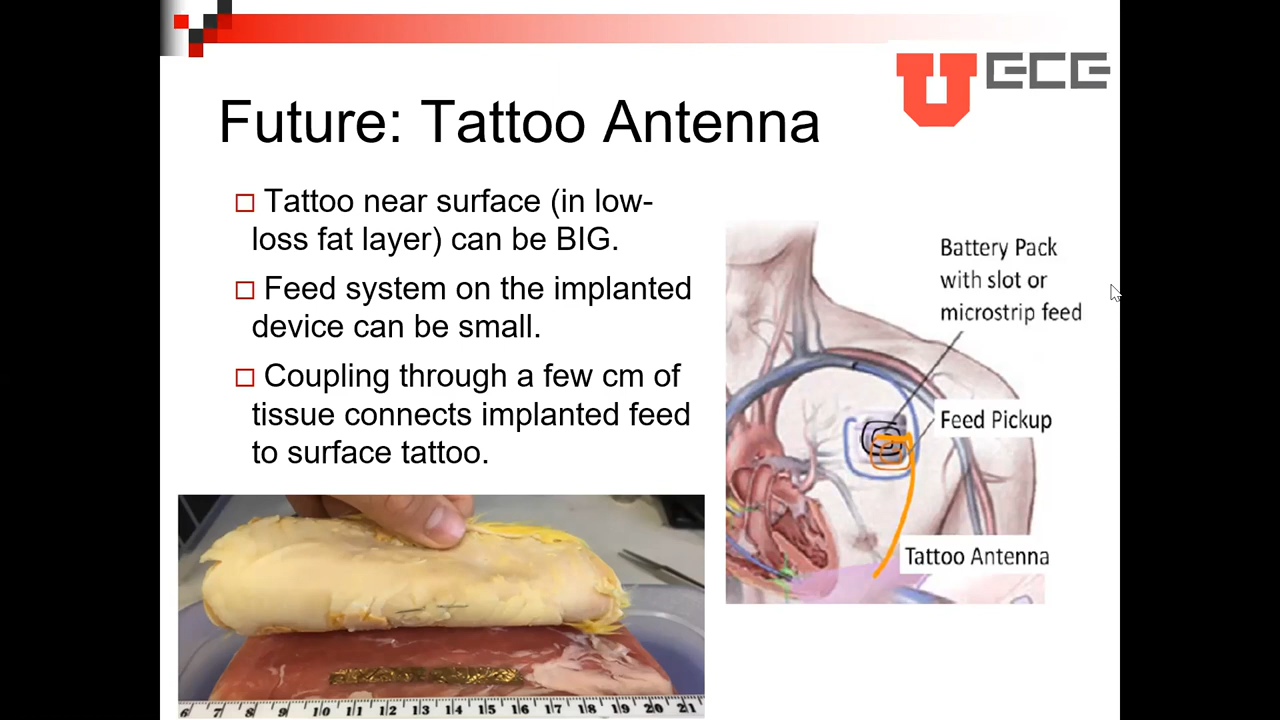 U ECE
Future: Tattoo Antenna
Tattoo near surface (in low-
loss fat layer) can be BIG.
Feed system on the implanted
device can be small.
Coupling through a few cm of
tissue connects implanted feed
to surface tattoo.
Battery Pack
with slot or
microstrip feed
Feed Pickup
Tattoo Antenna
6 7 8 9 10 11 12 13 14 15 16 17 18 19 20 21